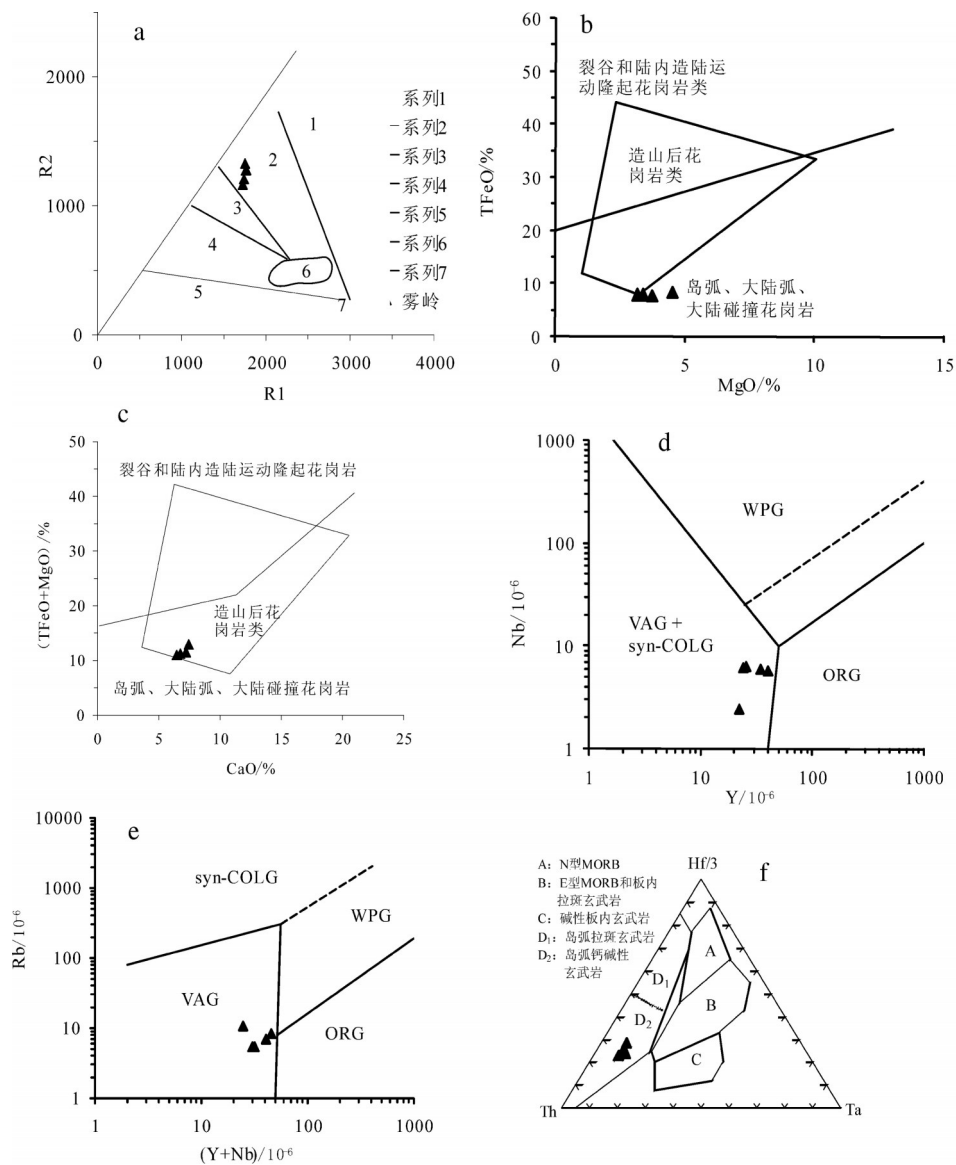 a
R2
2000
1000
0
0
1000
2000
3000
4000
R1
1
2
3
4
5
6
7
系列1
系列2
系列3
系列4
系列5
系列6
系列7
雾岭
b
TFeO/%
60
50
40
30
20
10
0
0
5
10
15
MgO/%
裂谷和陆内造陆运
动隆起花岗岩类
造山后花
岗岩类
岛弧、大陆弧、
大陆碰撞花岗岩
c
(TFeO+MgO)/%
50
45
40
35
30
25
20
15
10
5
0
0
5
10
15
20
25
CaO/%
裂谷和陆内造陆运动隆起花岗岩
造山后花
岗岩类
岛弧、大陆弧、大陆碰撞花岗岩
d
Nb/10-6
1000
100
10
1
1
10
100
1000
Y/10-6
WPG
VAG +
syn-COLG
ORG
e
Rb/10-6
10000
1000
100
10
1
1
10
100
1000
(Y+Nb)/10-6
syn-COLG
WPG
VAG
ORG
f
A：N型MORB
B：E型MORB和板内
拉斑玄武岩
C：碱性板内玄武岩
D1：岛弧拉斑玄武岩
D2：岛弧钙碱性
玄武岩
Hf/3
A
D1
B
D2
C
Th
Ta